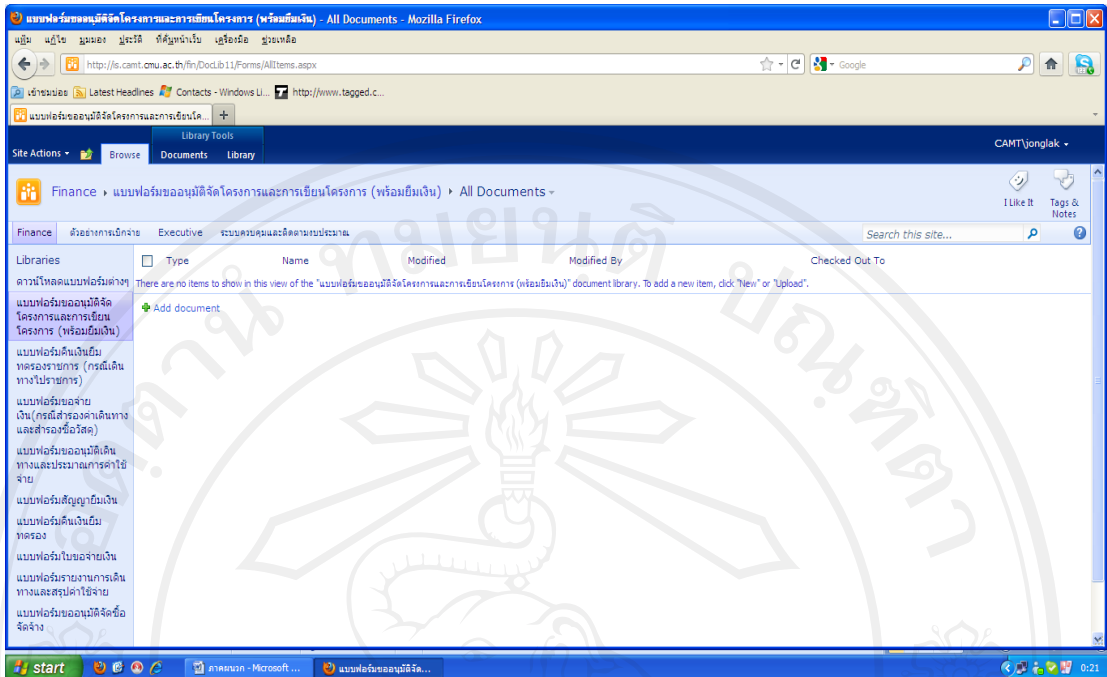 แบบฟอร์มขออนุมัติจัดโครงการและการเขียนโครงการ (พร้อมยืมเงิน) - All Documents - Mozilla Firefox
แฟ้ม แก้ไข มุมมอง ประวัติ ที่คั่นหน้าเว็บ เครื่องมือ ช่วยเหลือ
http://is.camt.cmu.ac.th/fin/DocLib11/Forms/AllItems.aspx Google
เข้าชมบ่อย Latest Headlines Contacts - Windows Li... http://www.tagged.c...
แบบฟอร์มขออนุมัติจัดโครงการและการเขียนโค... +
Library Tools
Site Actions Browse Documents Library CAMT\jonglak
Finance แบบฟอร์มขออนุมัติจัดโครงการและการเขียนโครงการ (พร้อมยืมเงิน) All Documents
I Like It Tags & Notes
Finance ตัวอย่างการเบิกจ่าย Executive ระบบควบคุมและติดตามงบประมาณ Search this site...
Libraries Type Name Modified Modified By Checked Out To
ดาวน์โหลดแบบฟอร์มต่างๆ There are no items to show in this view of the "แบบฟอร์มขออนุมัติจัดโครงการและการเขียนโครงการ (พร้อมยืมเงิน)" document library. To add a new item, click "New" or "Upload".
Add document
แบบฟอร์มขออนุมัติจัด
โครงการและการเขียน
โครงการ (พร้อมยืมเงิน)
แบบฟอร์มคืนเงินยืม
ทดรองราชการ (กรณีเดิน
ทางไปราชการ)
แบบฟอร์มขอจ่าย
เงิน(กรณีสำรองค่าเดินทาง
และสำรองซื้อวัสดุ)
แบบฟอร์มขออนุมัติเดิน
ทางและประมาณการค่าใช้
จ่าย
แบบฟอร์มสัญญายืมเงิน
แบบฟอร์มคืนเงินยืม
ทดรอง
แบบฟอร์มใบขอจ่ายเงิน
แบบฟอร์มรายงานการเดิน
ทางและสรุปค่าใช้จ่าย
แบบฟอร์มขออนุมัติจัดซื้อ
จัดจ้าง
start ภาคผนวก - Microsoft ... แบบฟอร์มขออนุมัติจัด... 0:21